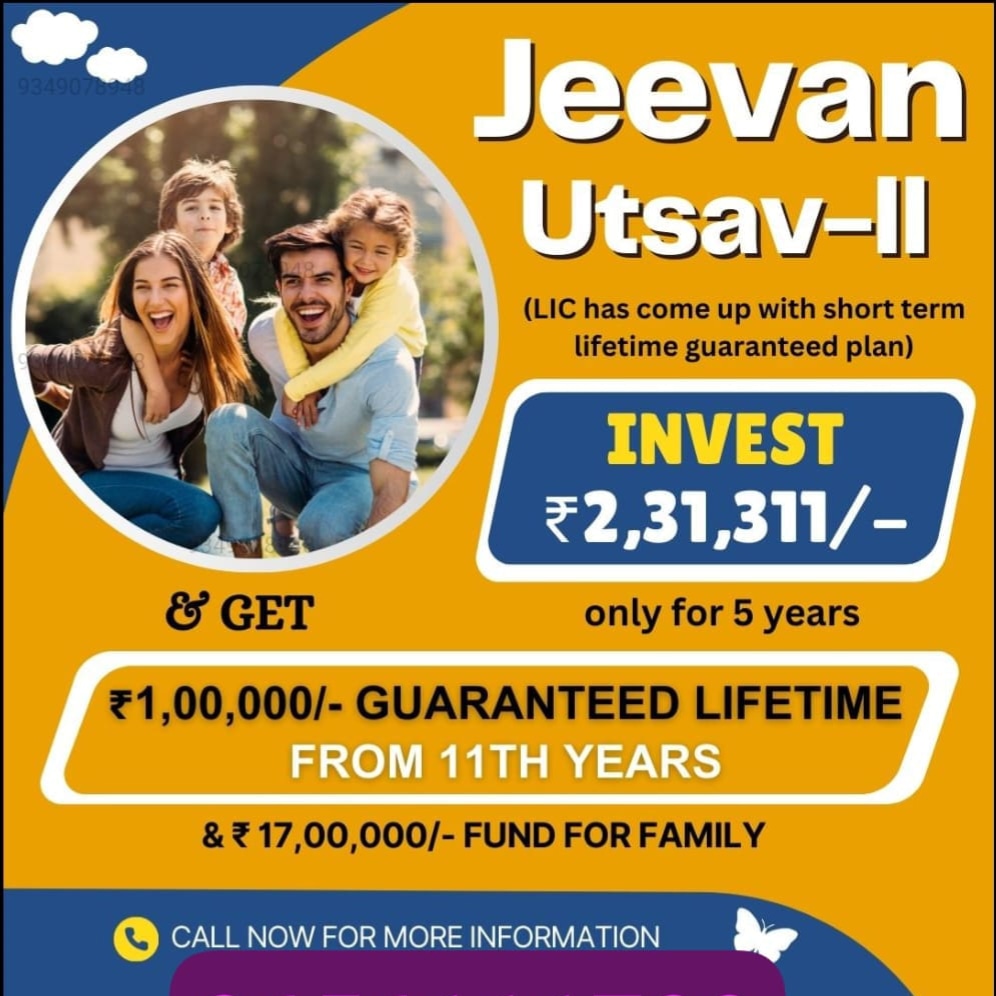 9349078948
Jeevan
Utsav-II
(LIC has come up with short term
lifetime guaranteed plan)
INVEST
₹2,31,311/-
only for 5 years
& GET
₹1,00,000/- GUARANTEED LIFETIME
FROM 11TH YEARS
& ₹ 17,00,000/- FUND FOR FAMILY
CALL NOW FOR MORE INFORMATION